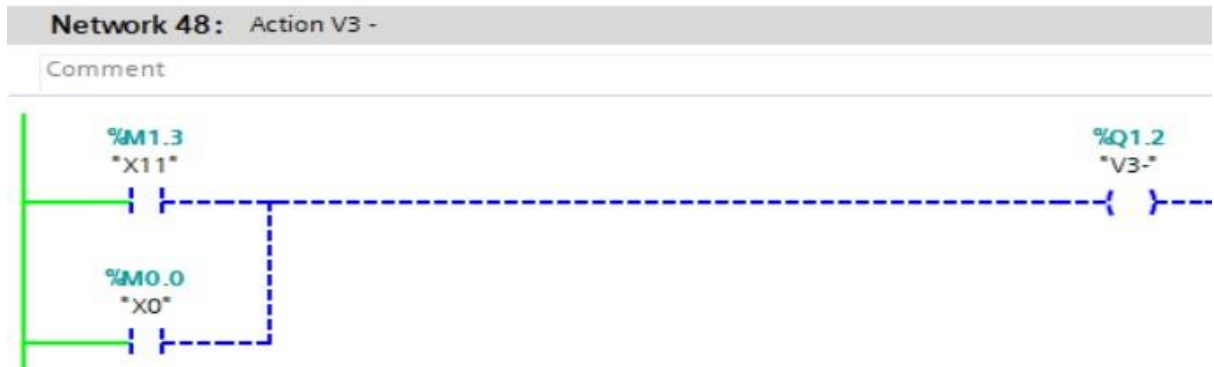 Network 48: Action V3 -
Comment
%M1.3
"X11"
%Q1.2
"V3-"
%M0.0
"X0"